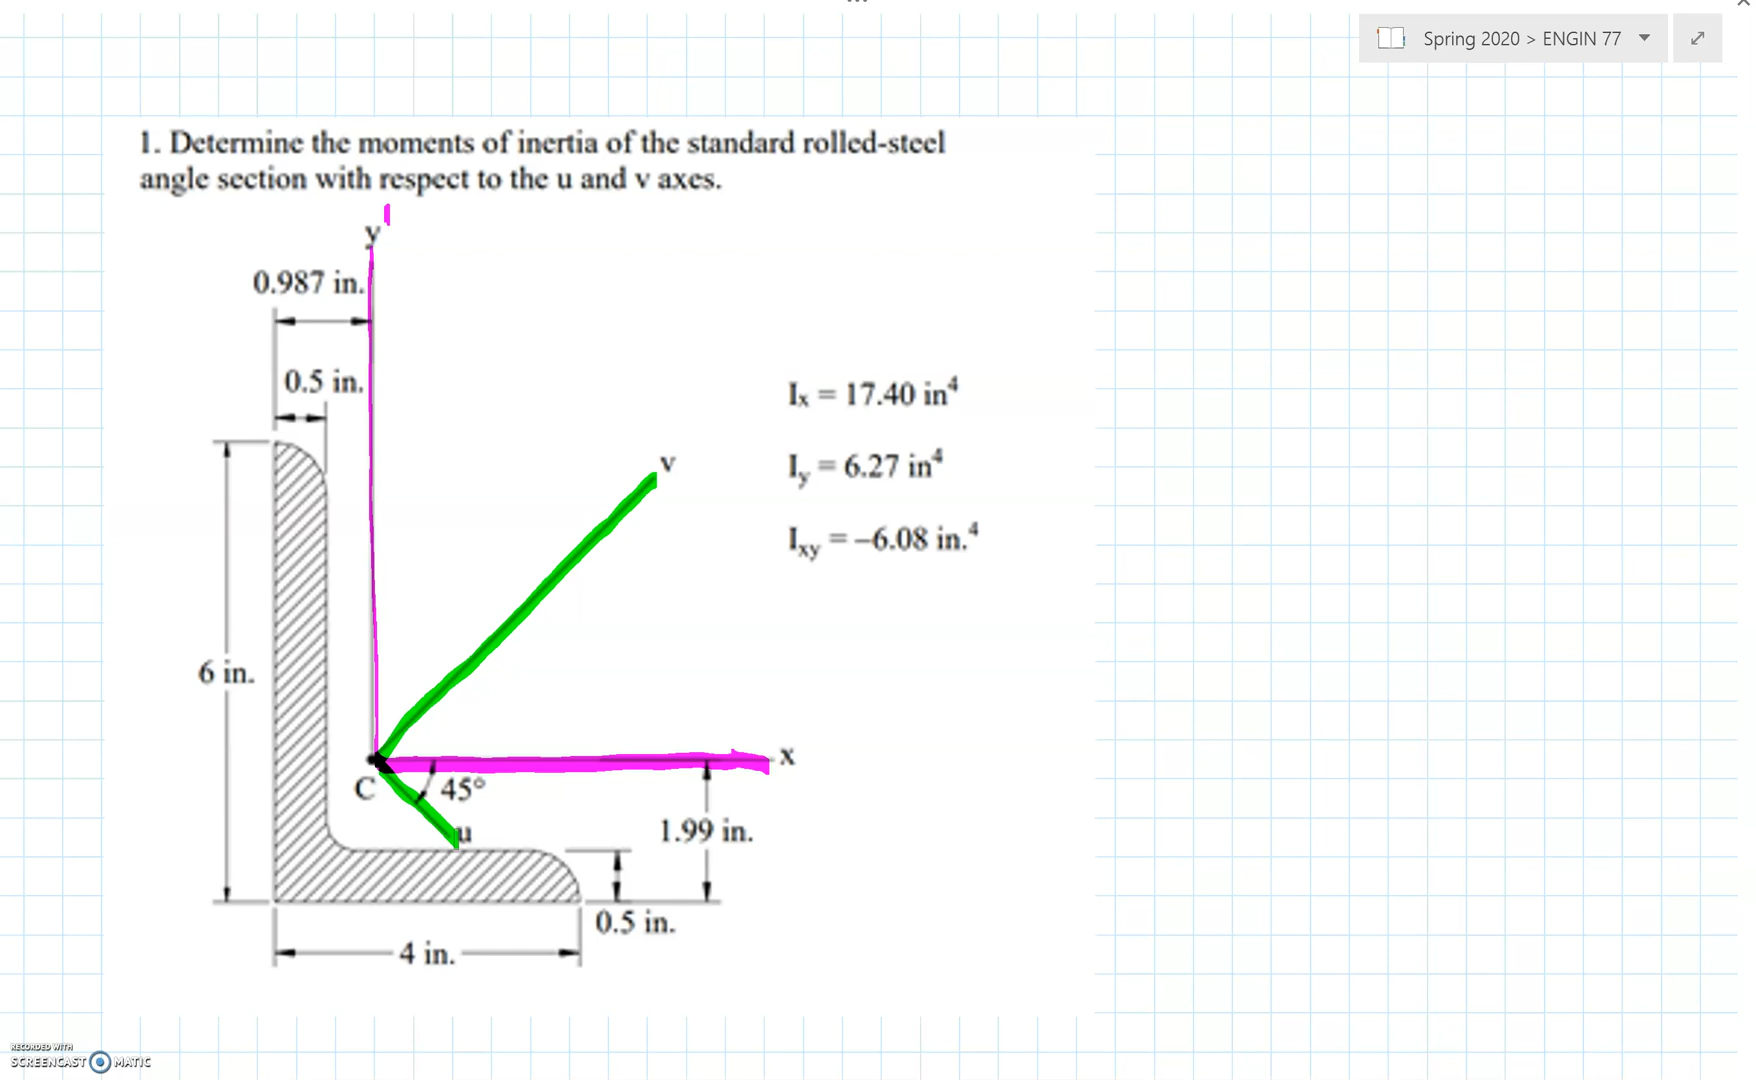 Spring 2020 > ENGIN 77
1. Determine the moments of inertia of the standard rolled-steel
angle section with respect to the u and v axes.
y
0.987 in.
0.5 in.
Iₓ = 17.40 in⁴
v
I_y = 6.27 in⁴
I_xy = –6.08 in.⁴
6 in.
x
C
45°
u
1.99 in.
0.5 in.
4 in.
RECORDED WITH
SCREENCAST MATIC